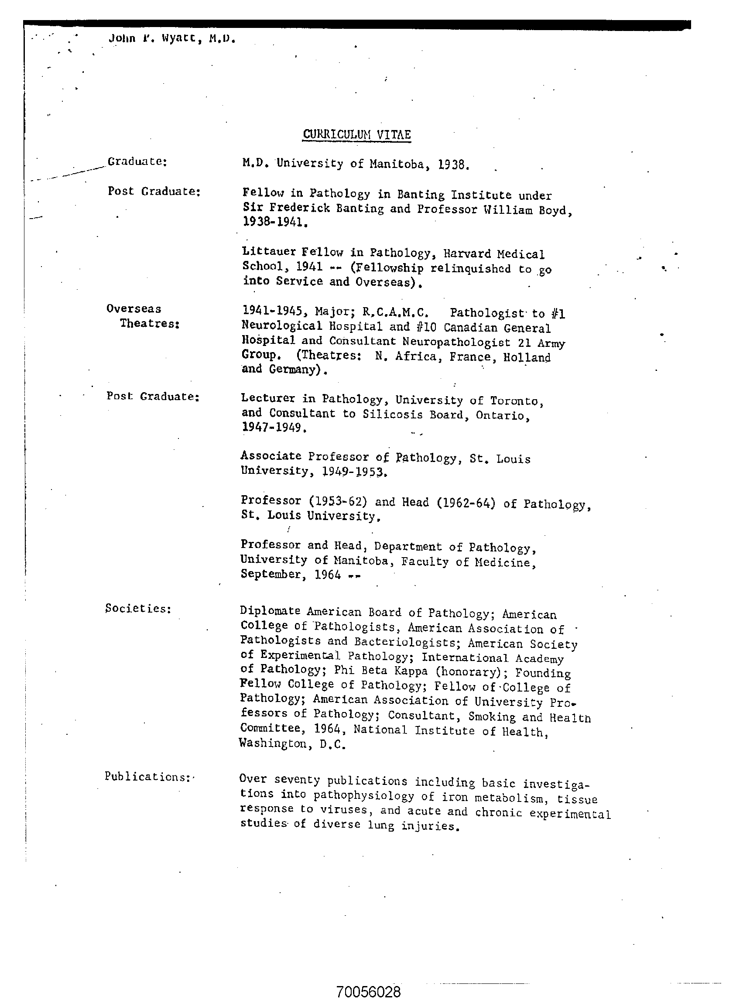 John P. Wyatt, M.D.
CURRICULUM VITAE
Graduate: M.D. University of Manitoba, 1938.
Post Graduate: Fellow in Pathology in Banting Institute under
Sir Frederick Banting and Professor William Boyd,
1938-1941.
Littauer Fellow in Pathology, Harvard Medical
School, 1941 -- (Fellowship relinquished to go
into Service and Overseas).
Overseas 1941-1945, Major; R.C.A.M.C. Pathologist to #1
Theatres: Neurological Hospital and #10 Canadian General
Hospital and Consultant Neuropathologist 21 Army
Group. (Theatres: N. Africa, France, Holland
and Germany).
Post Graduate: Lecturer in Pathology, University of Toronto,
and Consultant to Silicosis Board, Ontario,
1947-1949.
Associate Professor of Pathology, St. Louis
University, 1949-1953.
Professor (1953-62) and Head (1962-64) of Pathology,
St. Louis University.
Professor and Head, Department of Pathology,
University of Manitoba, Faculty of Medicine,
September, 1964 --
Societies: Diplomate American Board of Pathology; American
College of Pathologists, American Association of
Pathologists and Bacteriologists; American Society
of Experimental Pathology; International Academy
of Pathology; Phi Beta Kappa (honorary); Founding
Fellow College of Pathology; Fellow of College of
Pathology; American Association of University Pro-
fessors of Pathology; Consultant, Smoking and Health
Committee, 1964, National Institute of Health,
Washington, D.C.
Publications: Over seventy publications including basic investiga-
tions into pathophysiology of iron metabolism, tissue
response to viruses, and acute and chronic experimental
studies of diverse lung injuries.
70056028